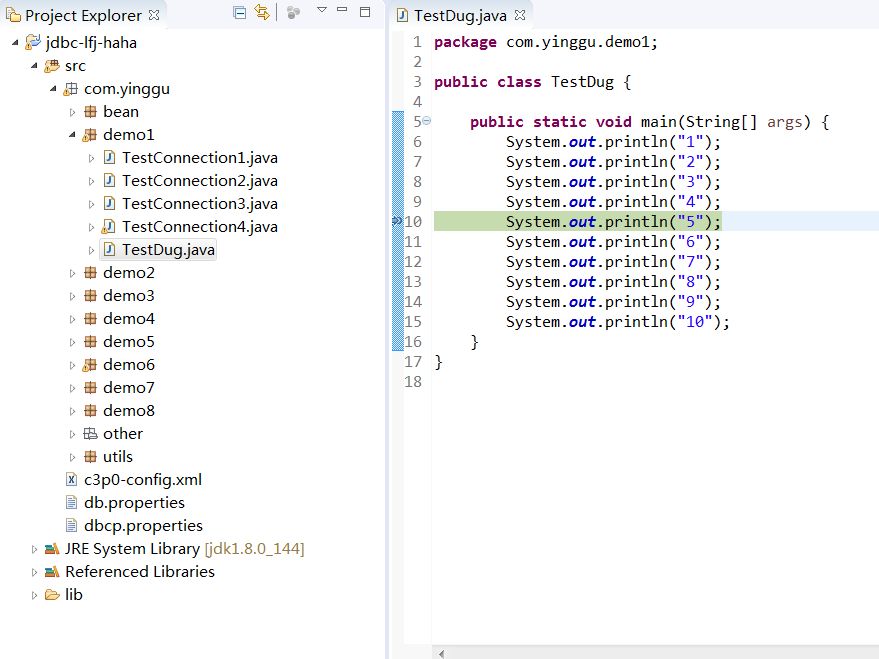 Project Explorer
jdbc-lfj-haha
src
com.yinggu
bean
demo1
TestConnection1.java
TestConnection2.java
TestConnection3.java
TestConnection4.java
TestDug.java
demo2
demo3
demo4
demo5
demo6
demo7
demo8
other
utils
c3p0-config.xml
db.properties
dbcp.properties
JRE System Library [jdk1.8.0_144]
Referenced Libraries
lib
TestDug.java
1 package com.yinggu.demo1;
2
3 public class TestDug {
4
5 public static void main(String[] args) {
6 System.out.println("1");
7 System.out.println("2");
8 System.out.println("3");
9 System.out.println("4");
10 System.out.println("5");
11 System.out.println("6");
12 System.out.println("7");
13 System.out.println("8");
14 System.out.println("9");
15 System.out.println("10");
16 }
17 }
18